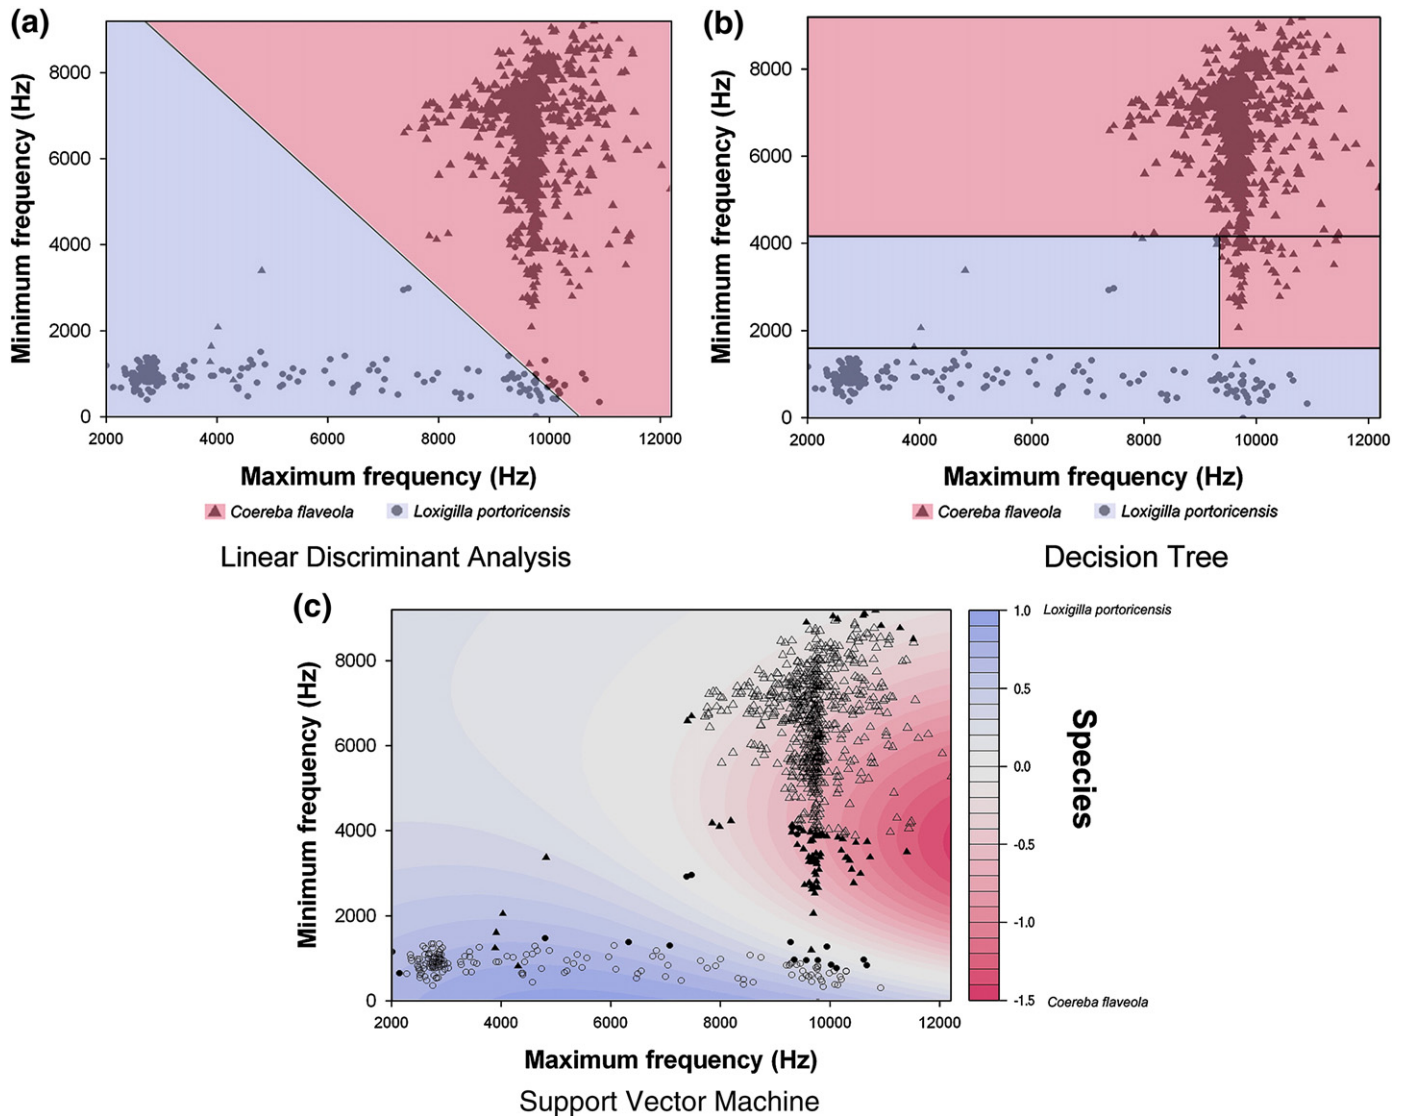 (a)
Minimum frequency (Hz)
8000
6000
4000
2000
0
2000 4000 6000 8000 10000 12000
Maximum frequency (Hz)
Coereba flaveola Loxigilla portoricensis
Linear Discriminant Analysis
(b)
Minimum frequency (Hz)
8000
6000
4000
2000
0
2000 4000 6000 8000 10000 12000
Maximum frequency (Hz)
Coereba flaveola Loxigilla portoricensis
Decision Tree
(c)
Minimum frequency (Hz)
8000
6000
4000
2000
0
2000 4000 6000 8000 10000 12000
Maximum frequency (Hz)
1.0 Loxigilla portoricensis
0.5
0.0
-0.5
-1.0
-1.5 Coereba flaveola
Species
Support Vector Machine